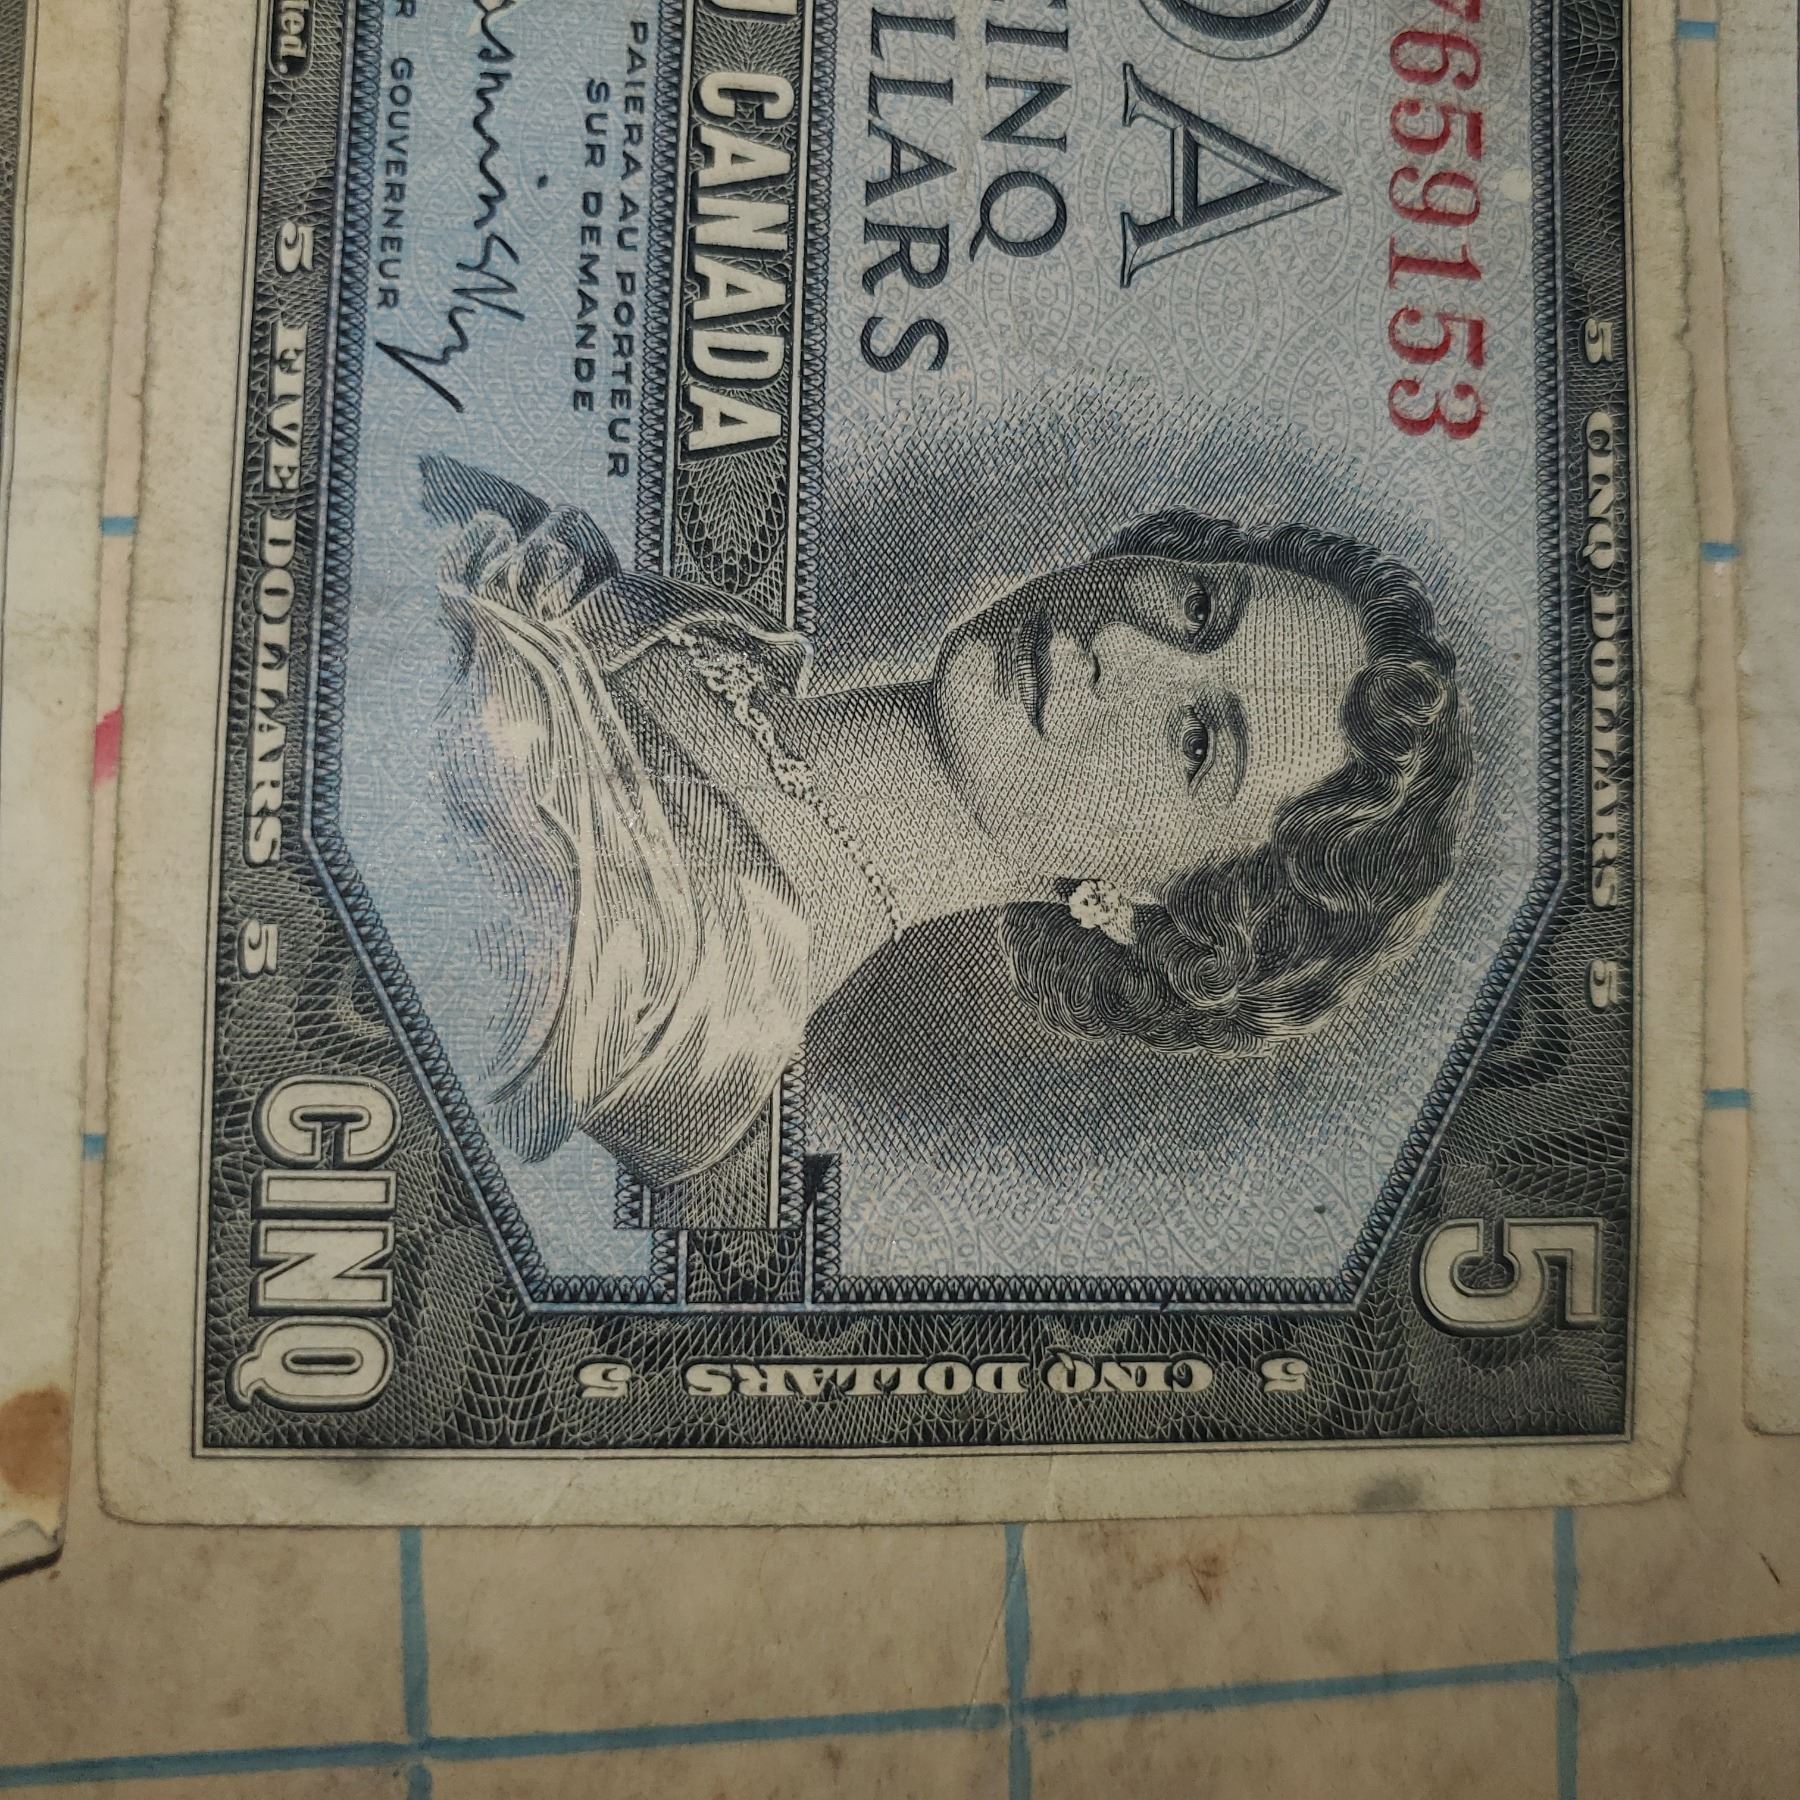 5 CINQ DOLLARS 5
5
7659153
DA
CINQ
LLARS
U CANADA
PAIERA AU PORTEUR
SUR DEMANDE
GOUVERNEUR
5 FIVE DOLLARS 5
CINQ
5 CINQ DOLLARS 5